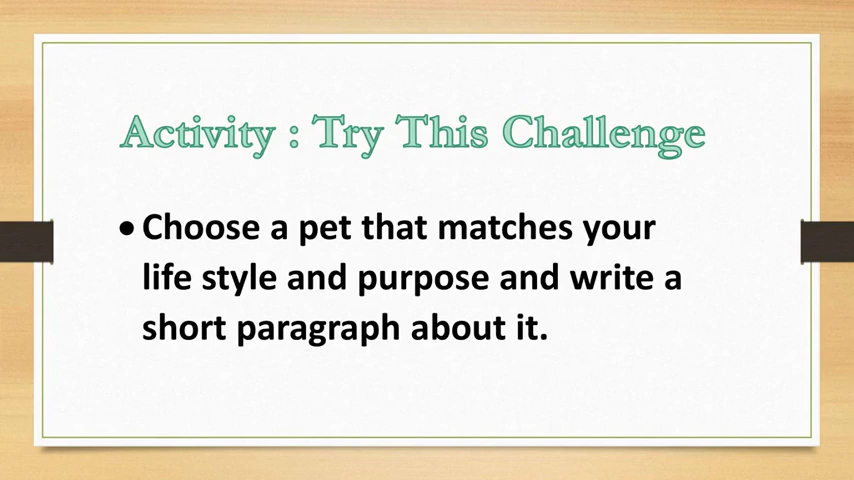 Activity : Try This Challenge
• Choose a pet that matches your
life style and purpose and write a
short paragraph about it.